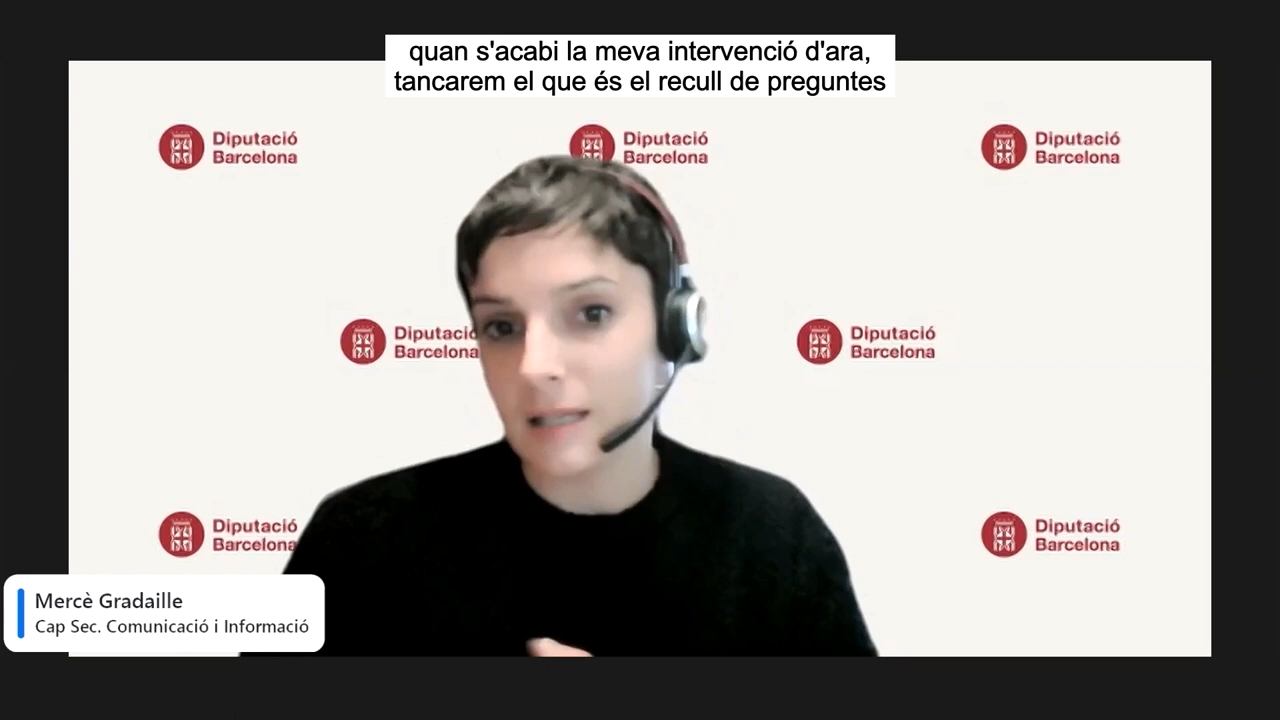 quan s'acabi la meva intervenció d'ara,
tancarem el que és el recull de preguntes
Diputació
Barcelona
Diputació
Barcelona
Diputació
Barcelona
Diputació
Barcelona
Diputació
Barcelona
Diputació
Barcelona
Diputació
Barcelona
Mercè Gradaille
Cap Sec. Comunicació i Informació